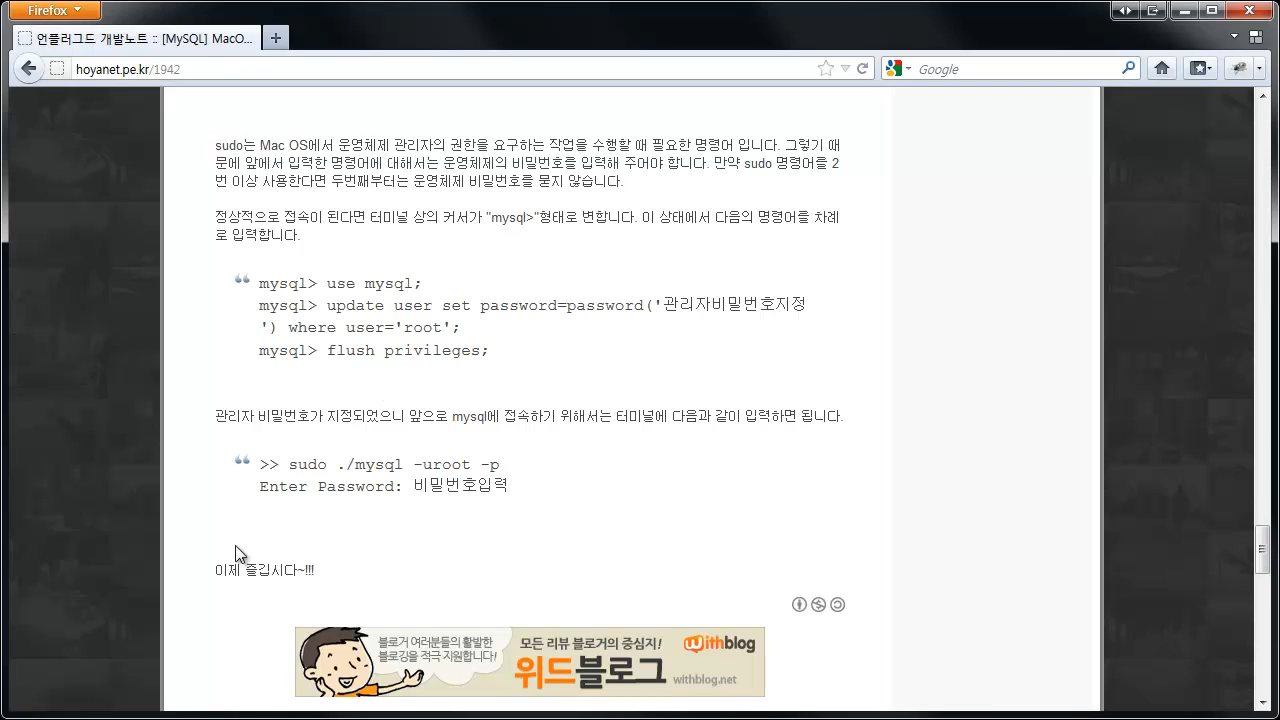 Firefox
언플러그드 개발노트 :: [MySQL] MacO...
hoyanet.pe.kr/1942
Google
sudo는 Mac OS에서 운영체제 관리자의 권한을 요구하는 작업을 수행할 때 필요한 명령어 입니다. 그렇기 때
문에 앞에서 입력한 명령어에 대해서는 운영체제의 비밀번호를 입력해 주어야 합니다. 만약 sudo 명령어를 2
번 이상 사용한다면 두번째부터는 운영체제 비밀번호를 묻지 않습니다.
정상적으로 접속이 된다면 터미널 상의 커서가 "mysql>"형태로 변합니다. 이 상태에서 다음의 명령어를 차례
로 입력합니다.
mysql> use mysql;
mysql> update user set password=password('관리자비밀번호지정
') where user='root';
mysql> flush privileges;
관리자 비밀번호가 지정되었으니 앞으로 mysql에 접속하기 위해서는 터미널에 다음과 같이 입력하면 됩니다.
>> sudo ./mysql -uroot -p
Enter Password: 비밀번호입력
이제 즐깁시다~!!!
블로거 여러분들의 활발한
블로깅을 적극 지원합니다!
모든 리뷰 블로거의 중심지!
withblog
위드블로그
withblog.net